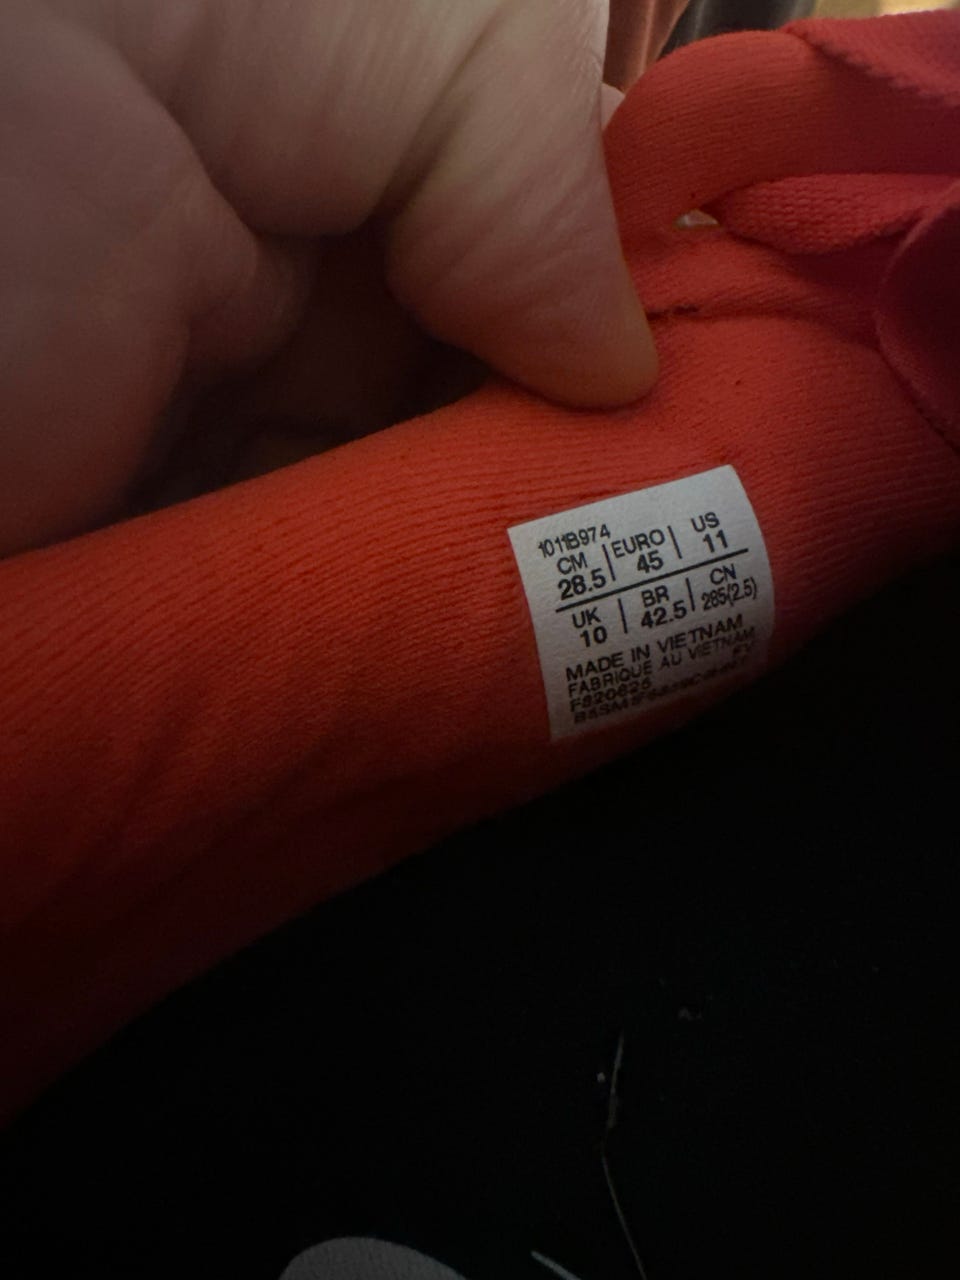 1011B974
CM | EURO | US
28.5 | 45 | 11
UK | BR | CN
10 | 42.5 | 285(2.5)
MADE IN VIETNAM
FABRIQUE AU VIETNAM